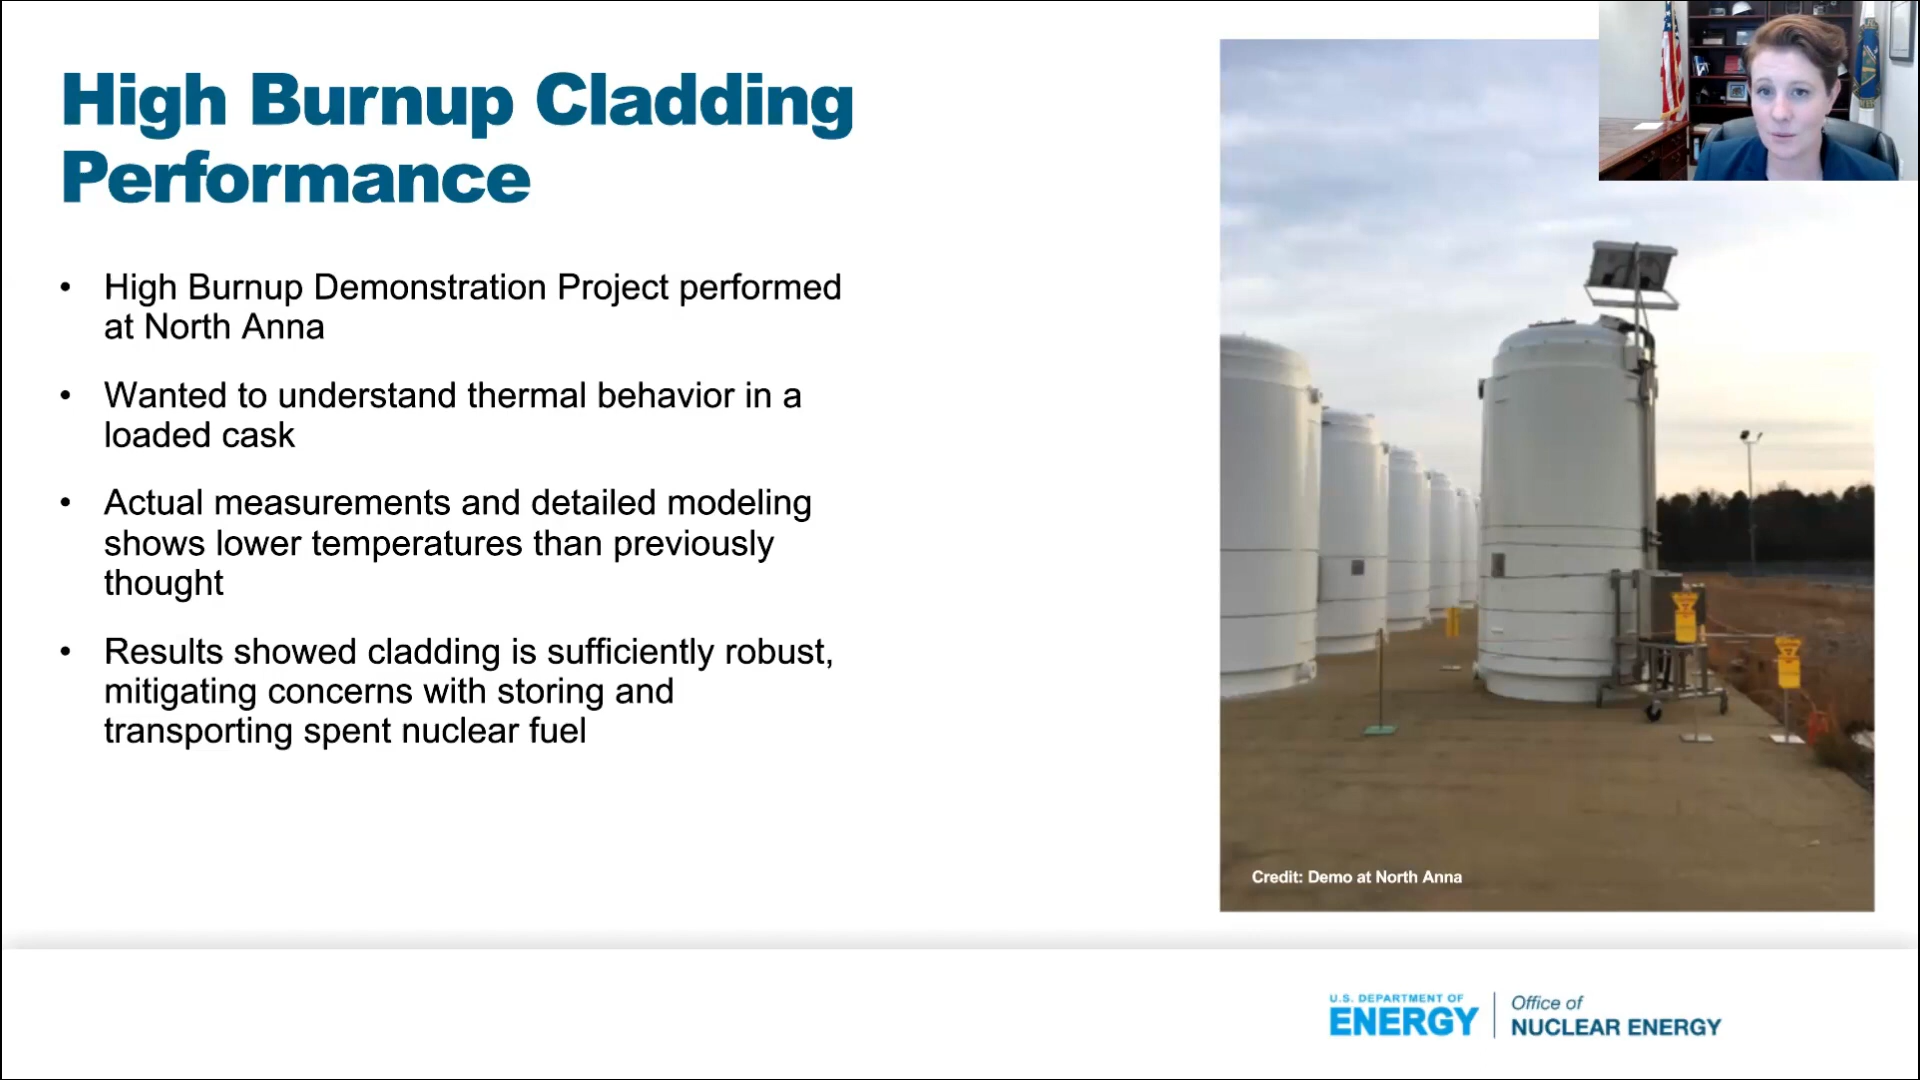 High Burnup Cladding
Performance
• High Burnup Demonstration Project performed
at North Anna
• Wanted to understand thermal behavior in a
loaded cask
• Actual measurements and detailed modeling
shows lower temperatures than previously
thought
• Results showed cladding is sufficiently robust,
mitigating concerns with storing and
transporting spent nuclear fuel
Credit: Demo at North Anna
U.S. DEPARTMENT OF
ENERGY
Office of
NUCLEAR ENERGY